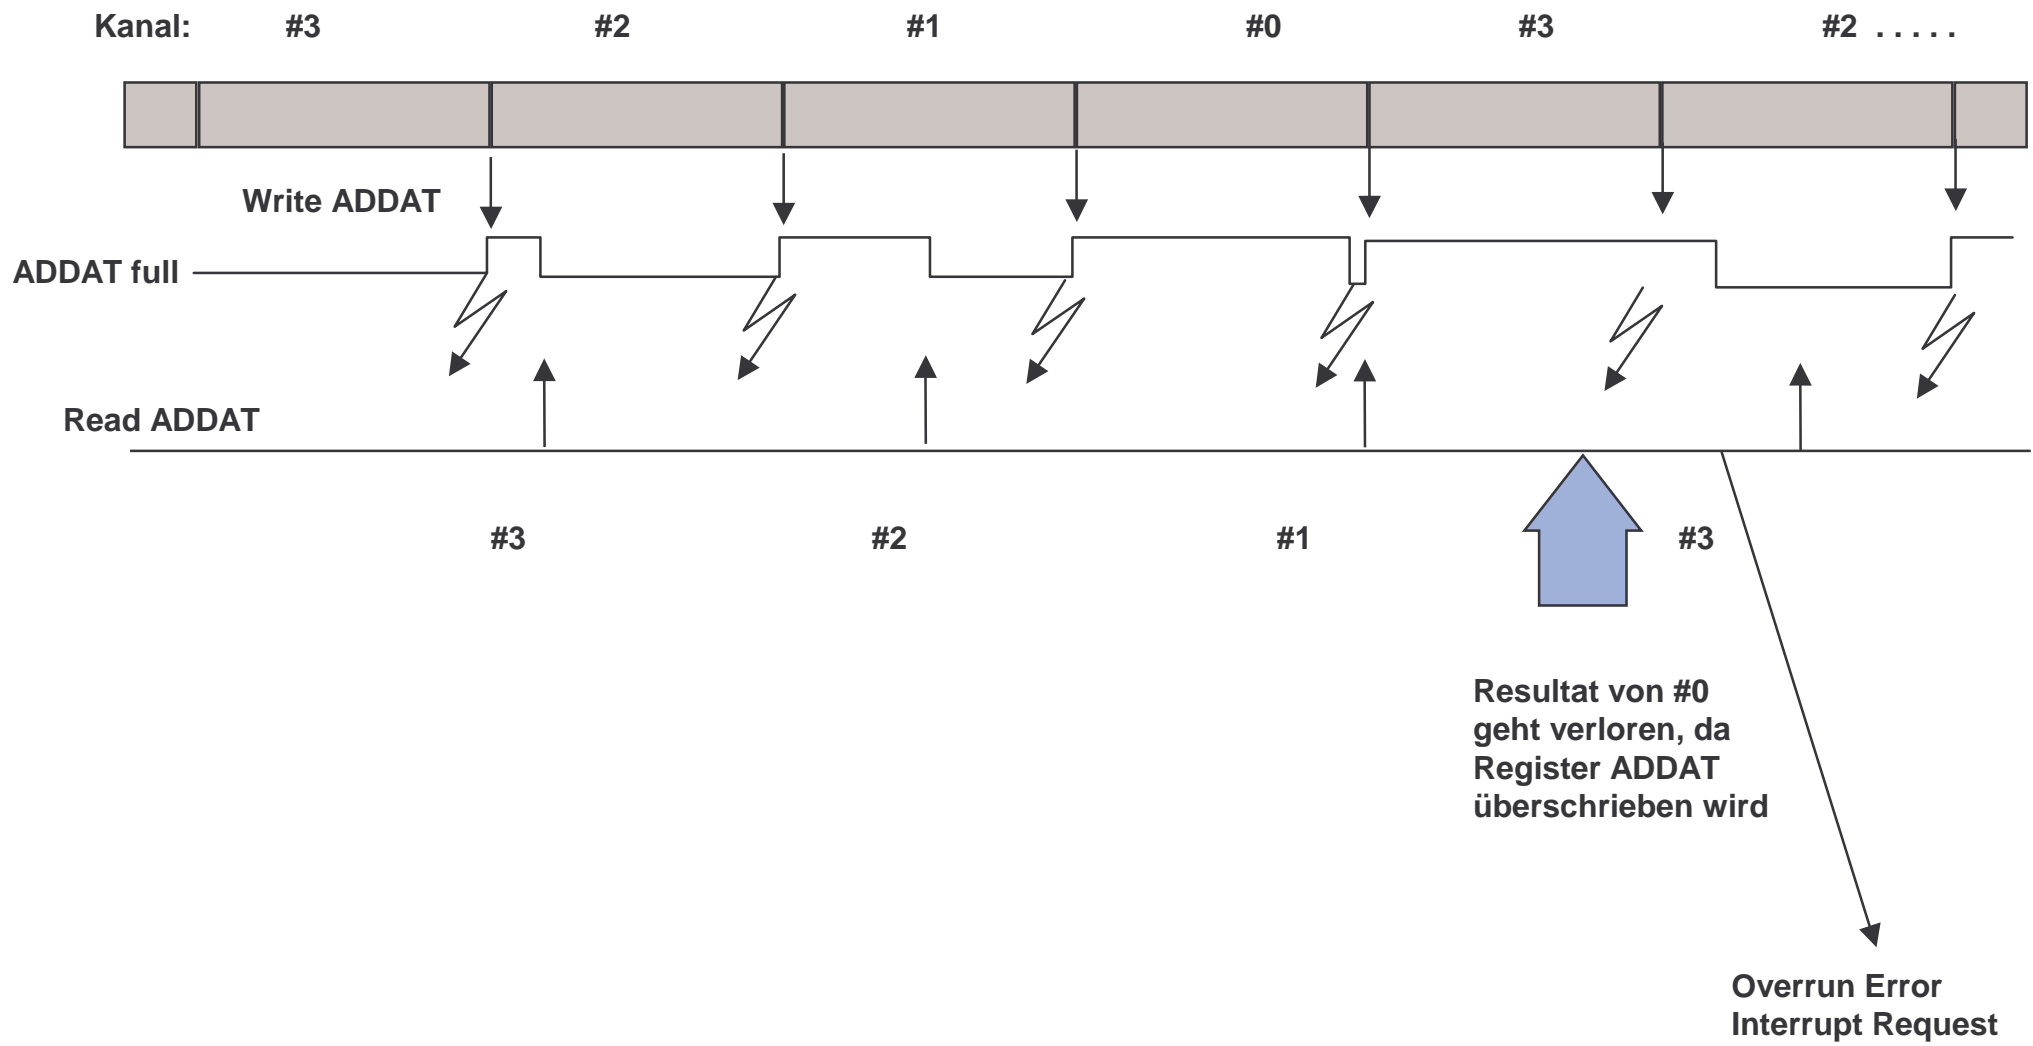 Kanal: #3 #2 #1 #0 #3 #2 . . . . .
Write ADDAT
ADDAT full
Read ADDAT
#3 #2 #1 #3
Resultat von #0
geht verloren, da
Register ADDAT
überschrieben wird
Overrun Error
Interrupt Request